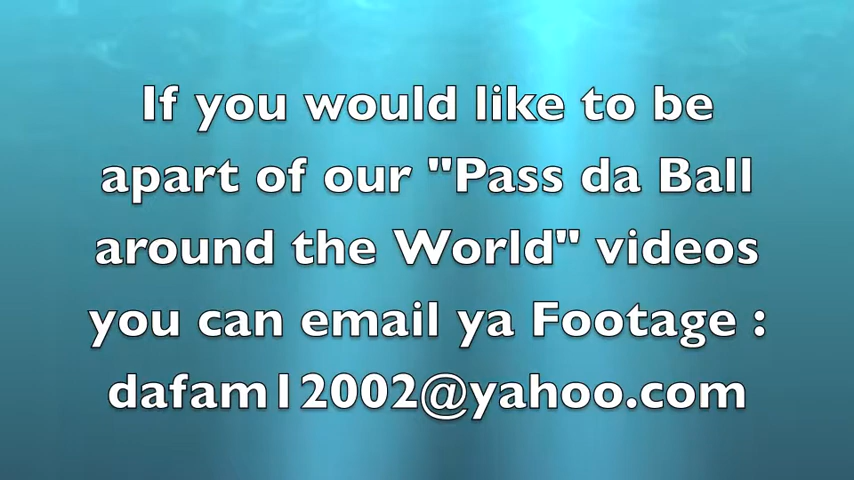 If you would like to be
apart of our "Pass da Ball
around the World" videos
you can email ya Footage :
dafam12002@yahoo.com